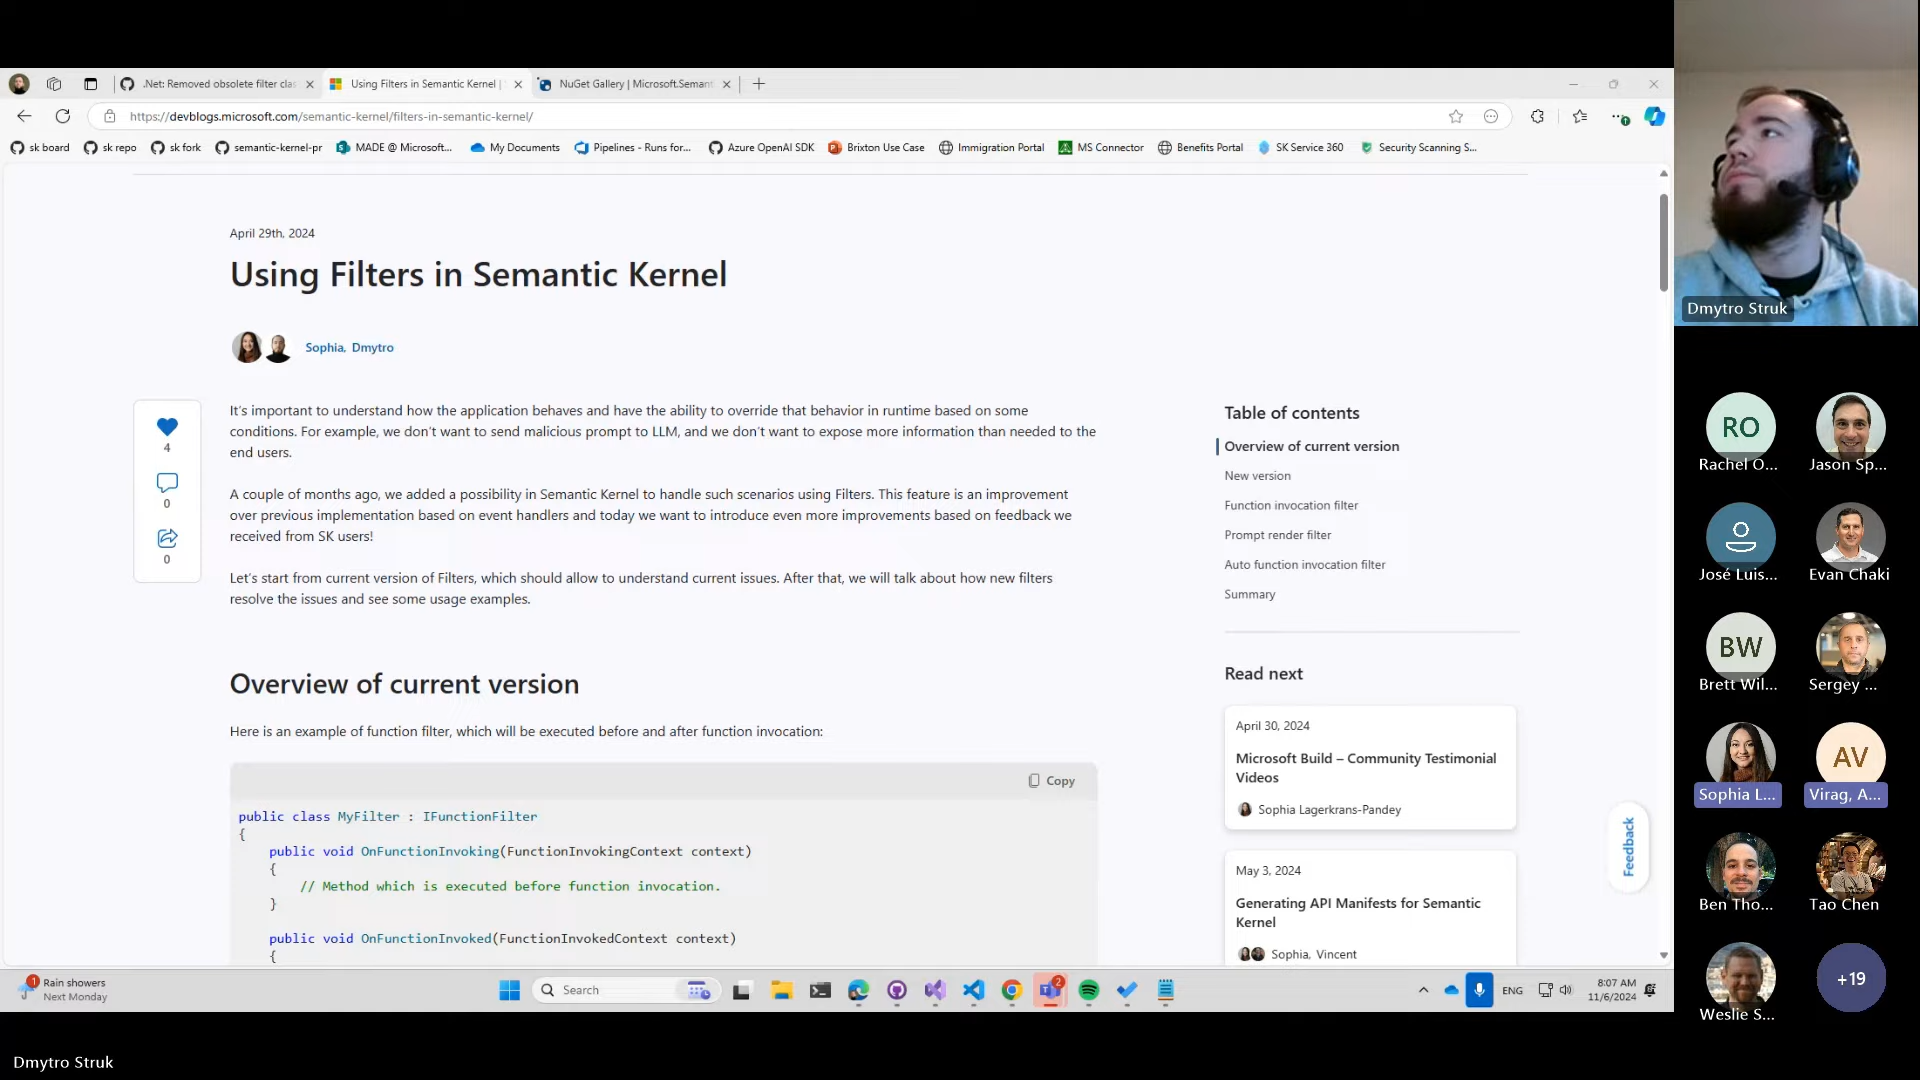 .Net: Removed obsolete filter clas
Using Filters in Semantic Kernel |
NuGet Gallery | Microsoft.Semant
https://devblogs.microsoft.com/semantic-kernel/filters-in-semantic-kernel/
sk board
sk repo
sk fork
semantic-kernel-pr
MADE @ Microsoft...
My Documents
Pipelines - Runs for...
Azure OpenAI SDK
Brixton Use Case
Immigration Portal
MS Connector
Benefits Portal
SK Service 360
Security Scanning S...
April 29th, 2024
Using Filters in Semantic Kernel
Sophia, Dmytro
4
0
0
It's important to understand how the application behaves and have the ability to override that behavior in runtime based on some
conditions. For example, we don't want to send malicious prompt to LLM, and we don't want to expose more information than needed to the
end users.
A couple of months ago, we added a possibility in Semantic Kernel to handle such scenarios using Filters. This feature is an improvement
over previous implementation based on event handlers and today we want to introduce even more improvements based on feedback we
received from SK users!
Let's start from current version of Filters, which should allow to understand current issues. After that, we will talk about how new filters
resolve the issues and see some usage examples.
Overview of current version
Here is an example of function filter, which will be executed before and after function invocation:
Copy
public class MyFilter : IFunctionFilter
{
public void OnFunctionInvoking(FunctionInvokingContext context)
{
// Method which is executed before function invocation.
}
public void OnFunctionInvoked(FunctionInvokedContext context)
{
Table of contents
Overview of current version
New version
Function invocation filter
Prompt render filter
Auto function invocation filter
Summary
Read next
April 30, 2024
Microsoft Build – Community Testimonial
Videos
Sophia Lagerkrans-Pandey
May 3, 2024
Generating API Manifests for Semantic
Kernel
Sophia, Vincent
Feedback
1
Rain showers
Next Monday
Search
2
ENG
8:07 AM
11/6/2024
Dmytro Struk
RO
Rachel O...
Jason Sp...
José Luis...
Evan Chaki
BW
Brett Wil...
Sergey ...
Sophia L...
AV
Virag, A...
Ben Tho...
Tao Chen
Weslie S...
+19
Dmytro Struk